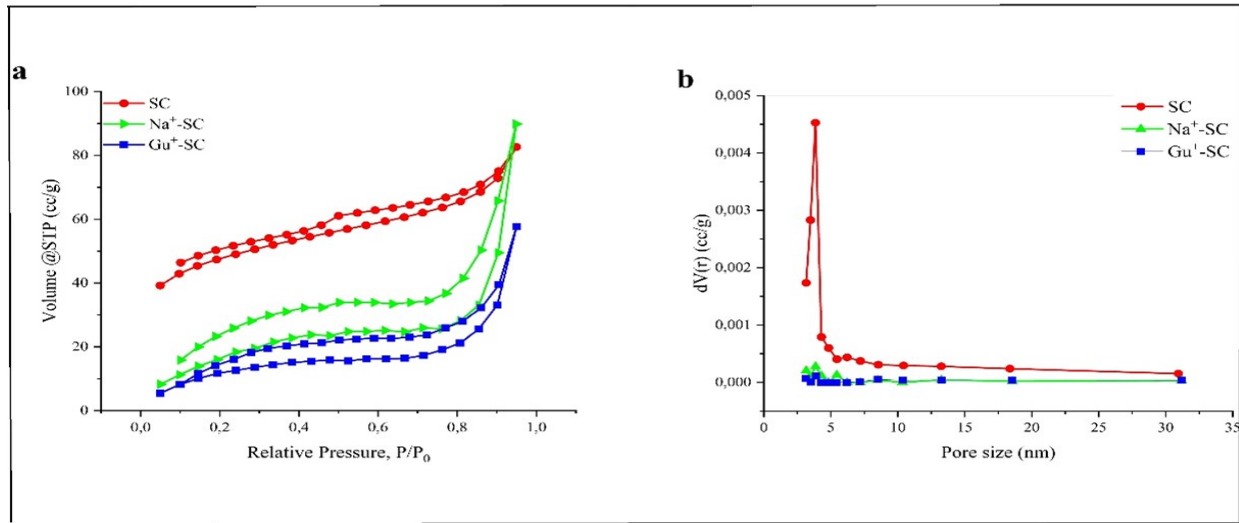 a
100
80
60
40
20
0
Volume @STP (cc/g)
SC
Na⁺-SC
Gu⁺-SC
0,0 0,2 0,4 0,6 0,8 1,0
Relative Pressure, P/P₀
b
0,005
0,004
0,003
0,002
0,001
0,000
dV(r) (cc/g)
SC
Na⁺-SC
Gu⁺-SC
0 5 10 15 20 25 30 35
Pore size (nm)